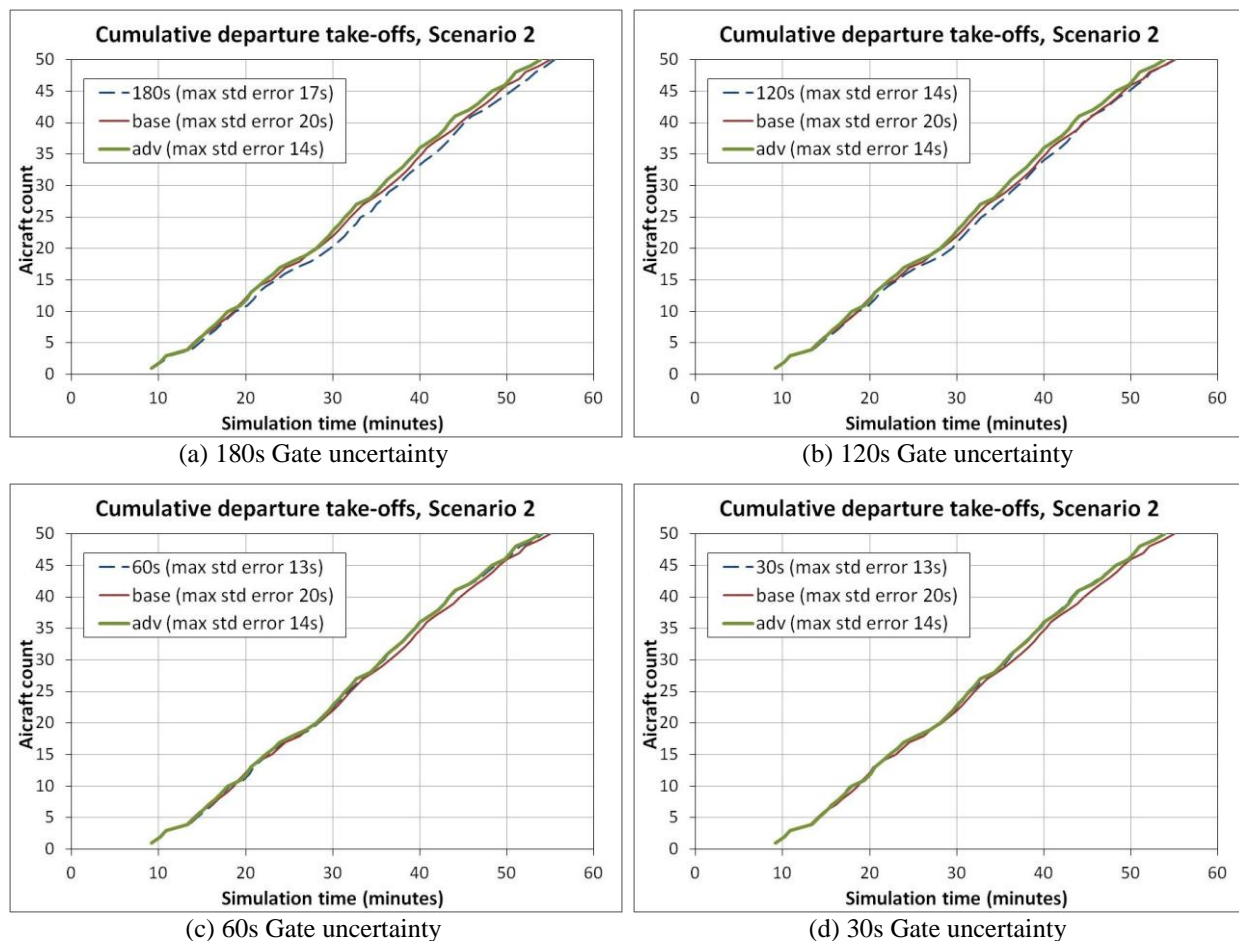 Cumulative departure take-offs, Scenario 2
50
45
40
35
30
25
20
15
10
5
0
Aicraft count
180s (max std error 17s)
base (max std error 20s)
adv (max std error 14s)
0 10 20 30 40 50 60
Simulation time (minutes)
(a) 180s Gate uncertainty
Cumulative departure take-offs, Scenario 2
50
45
40
35
30
25
20
15
10
5
0
Aicraft count
120s (max std error 14s)
base (max std error 20s)
adv (max std error 14s)
0 10 20 30 40 50 60
Simulation time (minutes)
(b) 120s Gate uncertainty
Cumulative departure take-offs, Scenario 2
50
45
40
35
30
25
20
15
10
5
0
Aicraft count
60s (max std error 13s)
base (max std error 20s)
adv (max std error 14s)
0 10 20 30 40 50 60
Simulation time (minutes)
(c) 60s Gate uncertainty
Cumulative departure take-offs, Scenario 2
50
45
40
35
30
25
20
15
10
5
0
Aicraft count
30s (max std error 13s)
base (max std error 20s)
adv (max std error 14s)
0 10 20 30 40 50 60
Simulation time (minutes)
(d) 30s Gate uncertainty